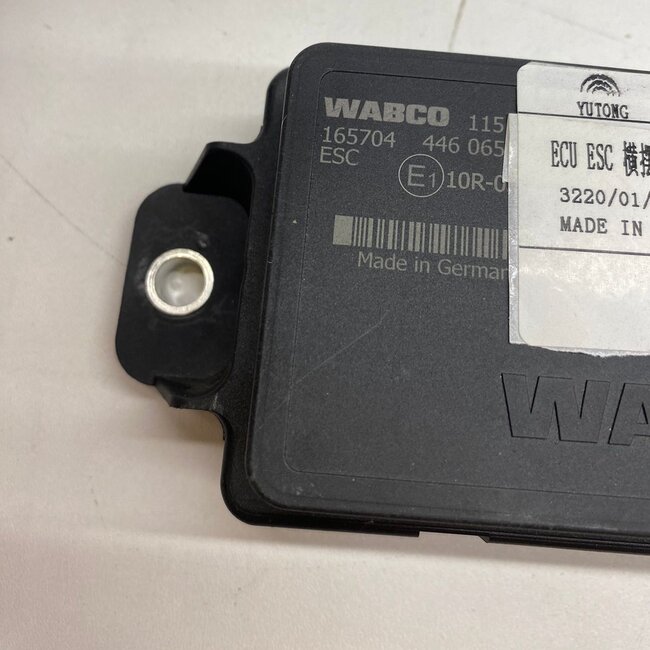 WABCO 115
165704 446 065
ESC
E1 10R-0
Made in German
YUTONG
ECU ESC 横摆
3220/01/
MADE IN
WA